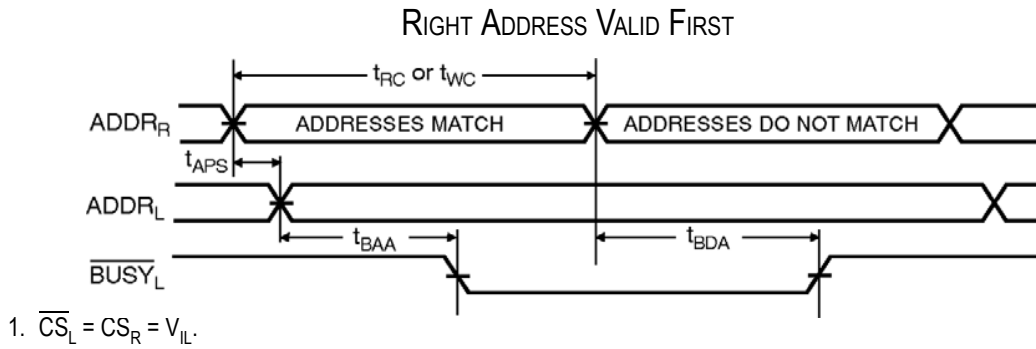 RIGHT ADDRESS VALID FIRST
tRC or tWC
ADDRR ADDRESSES MATCH ADDRESSES DO NOT MATCH
tAPS
ADDRL
tBAA tBDA
BUSYL
1. CSL = CSR = VIL.